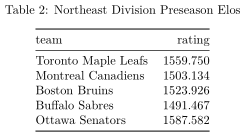 Table 2: Northeast Division Preseason Elos
team rating
Toronto Maple Leafs 1559.750
Montreal Canadiens 1503.134
Boston Bruins 1523.926
Buffalo Sabres 1491.467
Ottawa Senators 1587.582